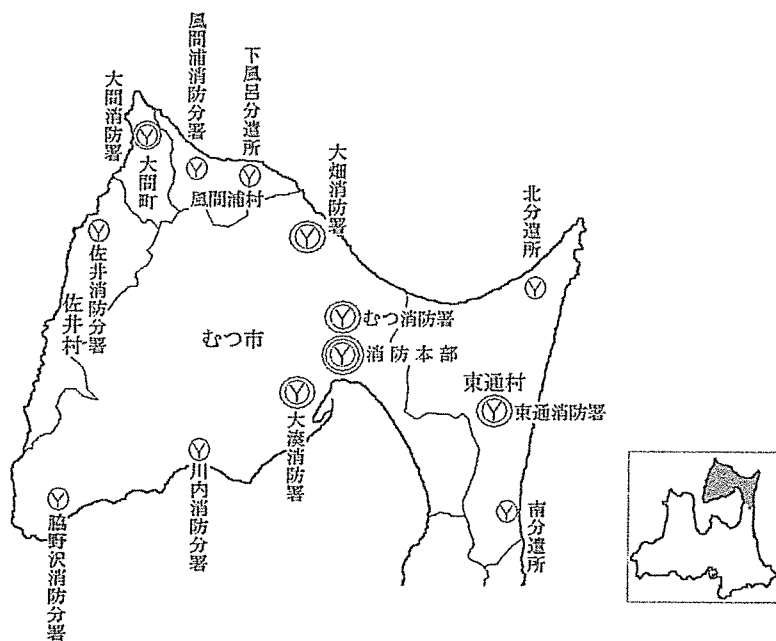 風間浦消防分署
下風呂分遣所
大間消防署
大間町
風間浦村
大畑消防署
北分遣所
佐井消防分署
佐井村
むつ市
むつ消防署
消防本部
東通村
東通消防署
大湊消防署
川内消防分署
脇野沢消防分署
南分遣所